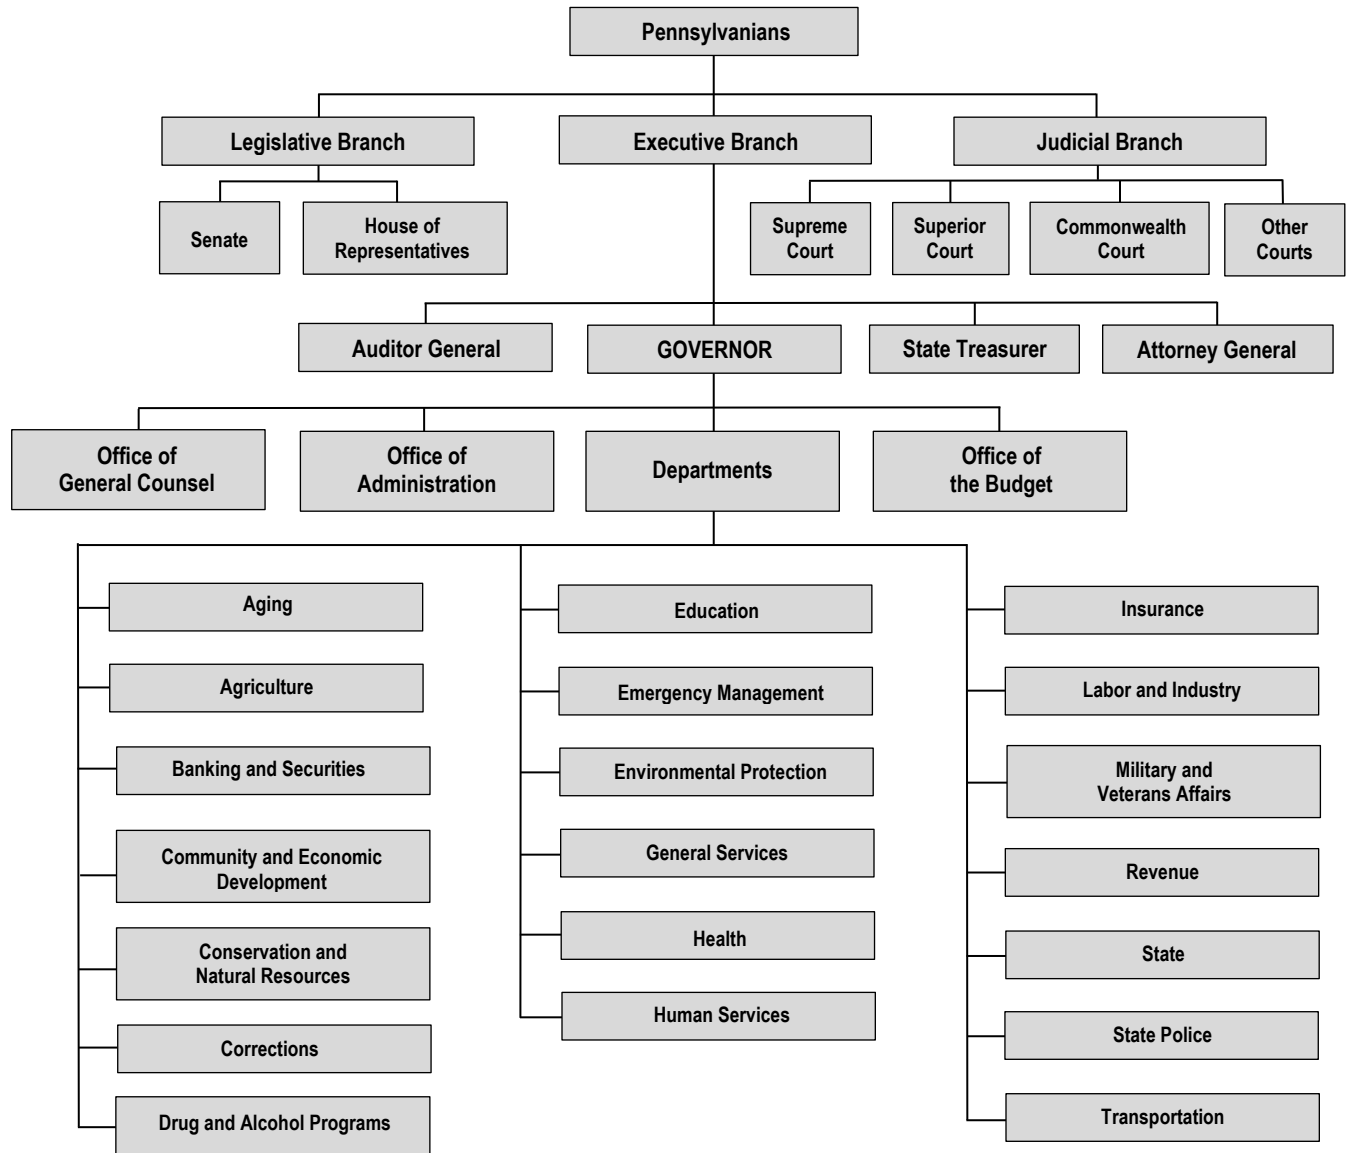 Pennsylvanians
Legislative Branch
Executive Branch
Judicial Branch
Senate
House of
Representatives
Supreme
Court
Superior
Court
Commonwealth
Court
Other
Courts
Auditor General
GOVERNOR
State Treasurer
Attorney General
Office of
General Counsel
Office of
Administration
Departments
Office of
the Budget
Aging
Agriculture
Banking and Securities
Community and Economic
Development
Conservation and
Natural Resources
Corrections
Drug and Alcohol Programs
Education
Emergency Management
Environmental Protection
General Services
Health
Human Services
Insurance
Labor and Industry
Military and
Veterans Affairs
Revenue
State
State Police
Transportation